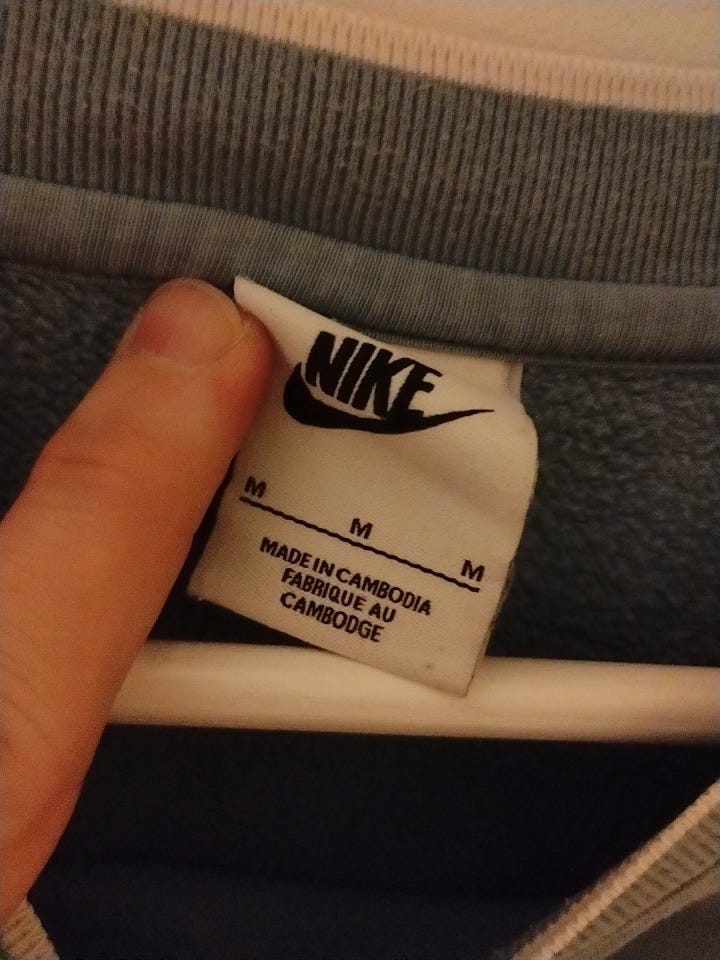 NIKE
M M M
MADE IN CAMBODIA
FABRIQUE AU
CAMBODGE